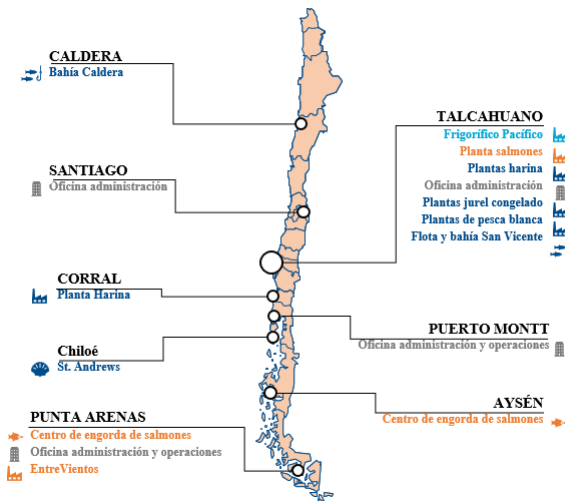 CALDERA
Bahía Caldera
SANTIAGO
Oficina administración
CORRAL
Planta Harina
Chiloé
St. Andrews
PUNTA ARENAS
Centro de engorda de salmones
Oficina administración y operaciones
EntreVientos
TALCAHUANO
Frigorífico Pacífico
Planta salmones
Plantas harina
Oficina administración
Plantas jurel congelado
Plantas de pesca blanca
Flota y bahía San Vicente
PUERTO MONTT
Oficina administración y operaciones
AYSÉN
Centro de engorda de salmones